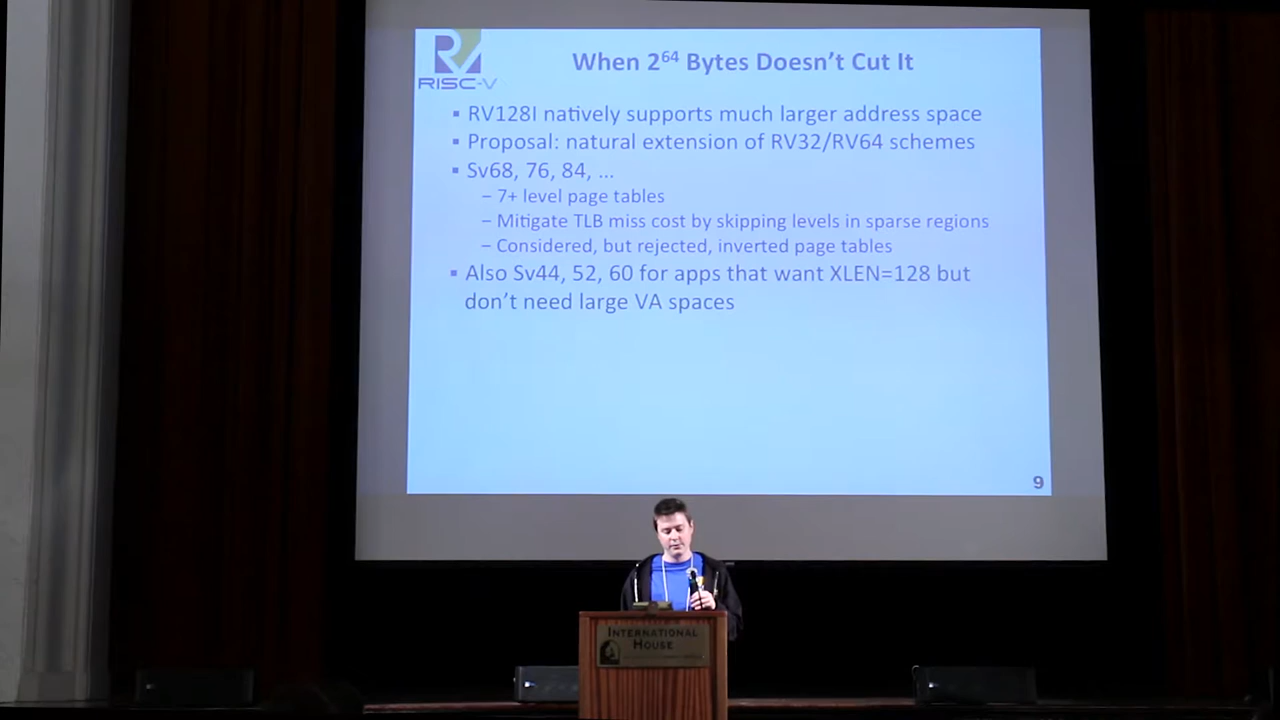 RISC-V
When 2⁶⁴ Bytes Doesn't Cut It
▪ RV128I natively supports much larger address space
▪ Proposal: natural extension of RV32/RV64 schemes
▪ Sv68, 76, 84, ...
– 7+ level page tables
– Mitigate TLB miss cost by skipping levels in sparse regions
– Considered, but rejected, inverted page tables
▪ Also Sv44, 52, 60 for apps that want XLEN=128 but
don't need large VA spaces
9
INTERNATIONAL
HOUSE